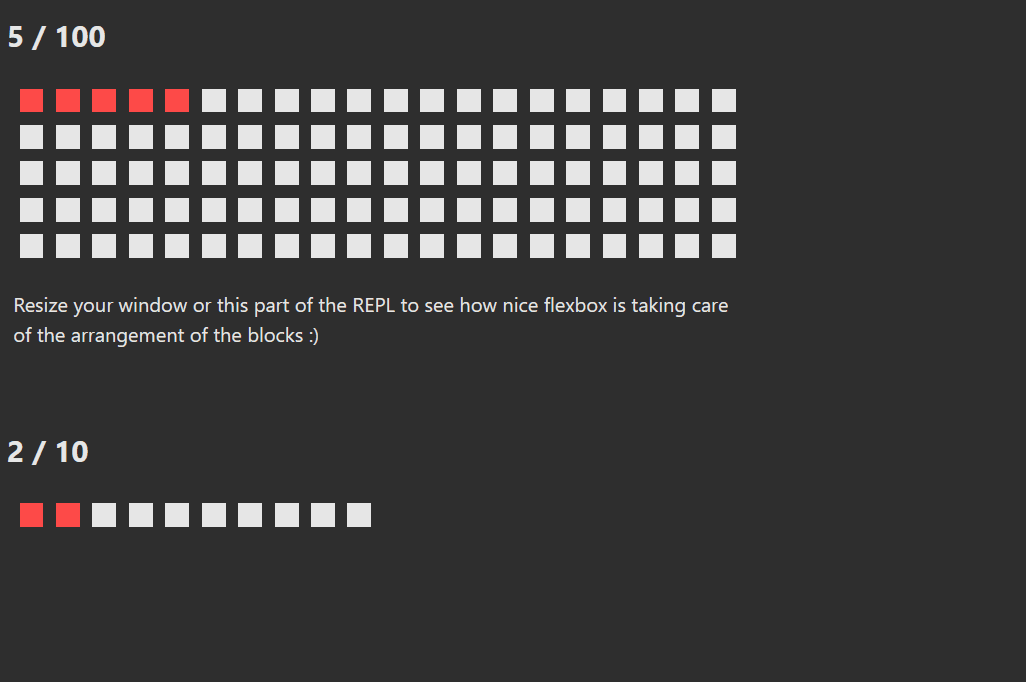 5 / 100
Resize your window or this part of the REPL to see how nice flexbox is taking care
of the arrangement of the blocks :)
2 / 10